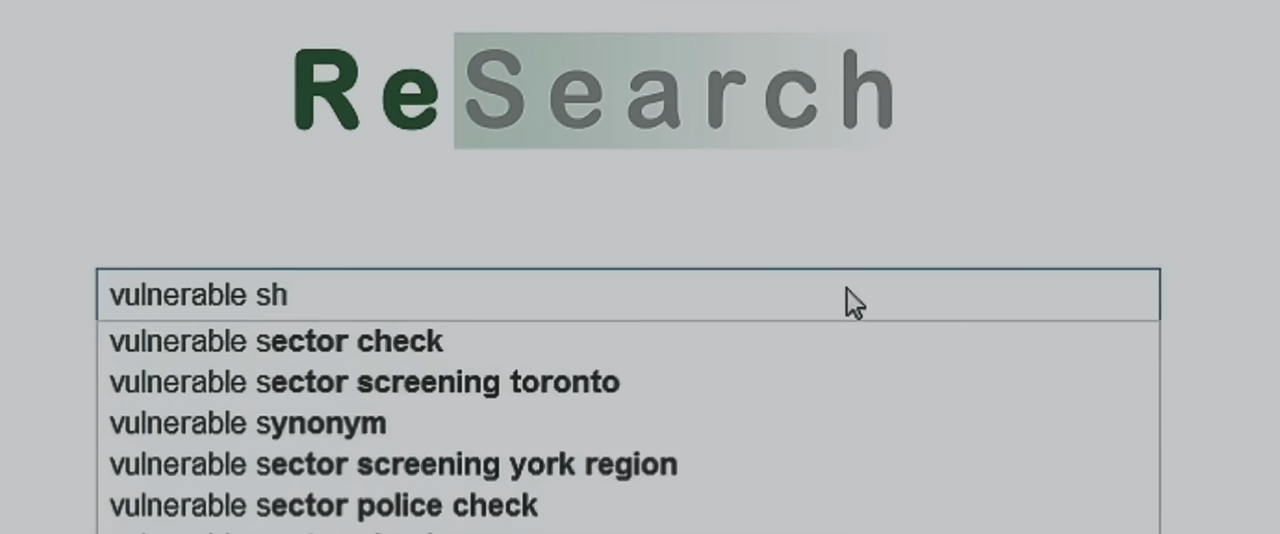 ReSearch
vulnerable sh
vulnerable sector check
vulnerable sector screening toronto
vulnerable synonym
vulnerable sector screening york region
vulnerable sector police check